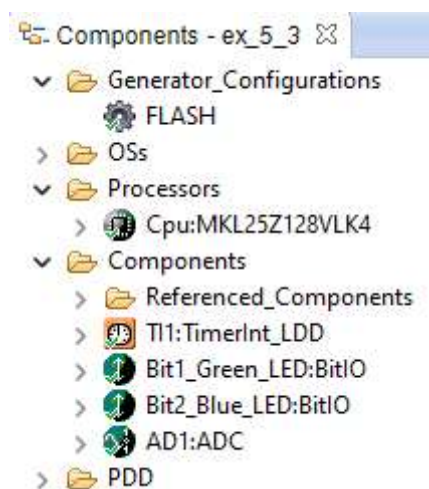 Components - ex_5_3
Generator_Configurations
FLASH
OSs
Processors
Cpu:MKL25Z128VLK4
Components
Referenced_Components
TI1:TimerInt_LDD
Bit1_Green_LED:BitIO
Bit2_Blue_LED:BitIO
AD1:ADC
PDD